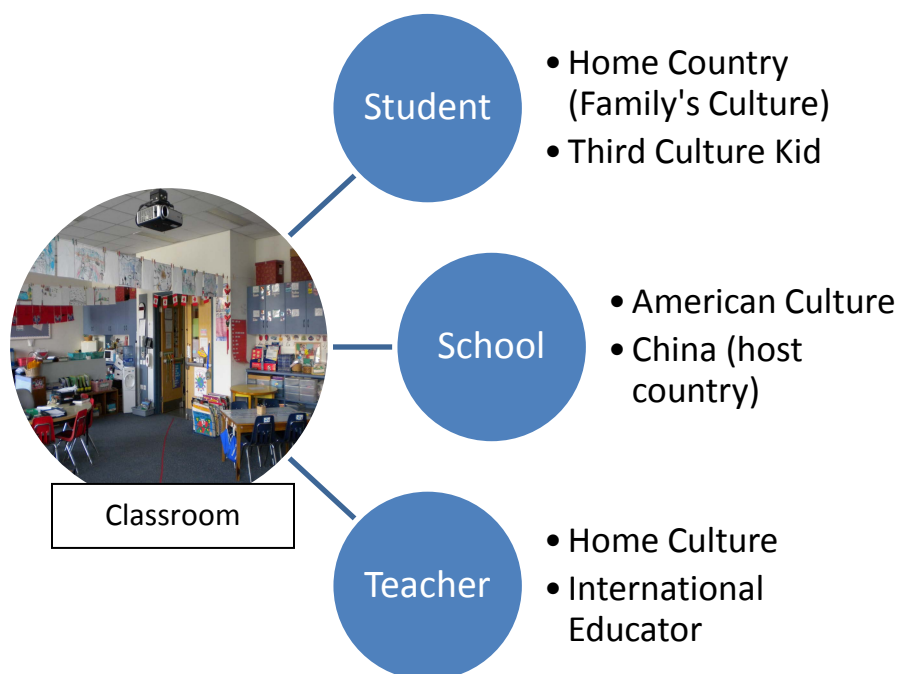 Student
• Home Country
(Family's Culture)
• Third Culture Kid
School
• American Culture
• China (host
country)
Classroom
Teacher
• Home Culture
• International
Educator